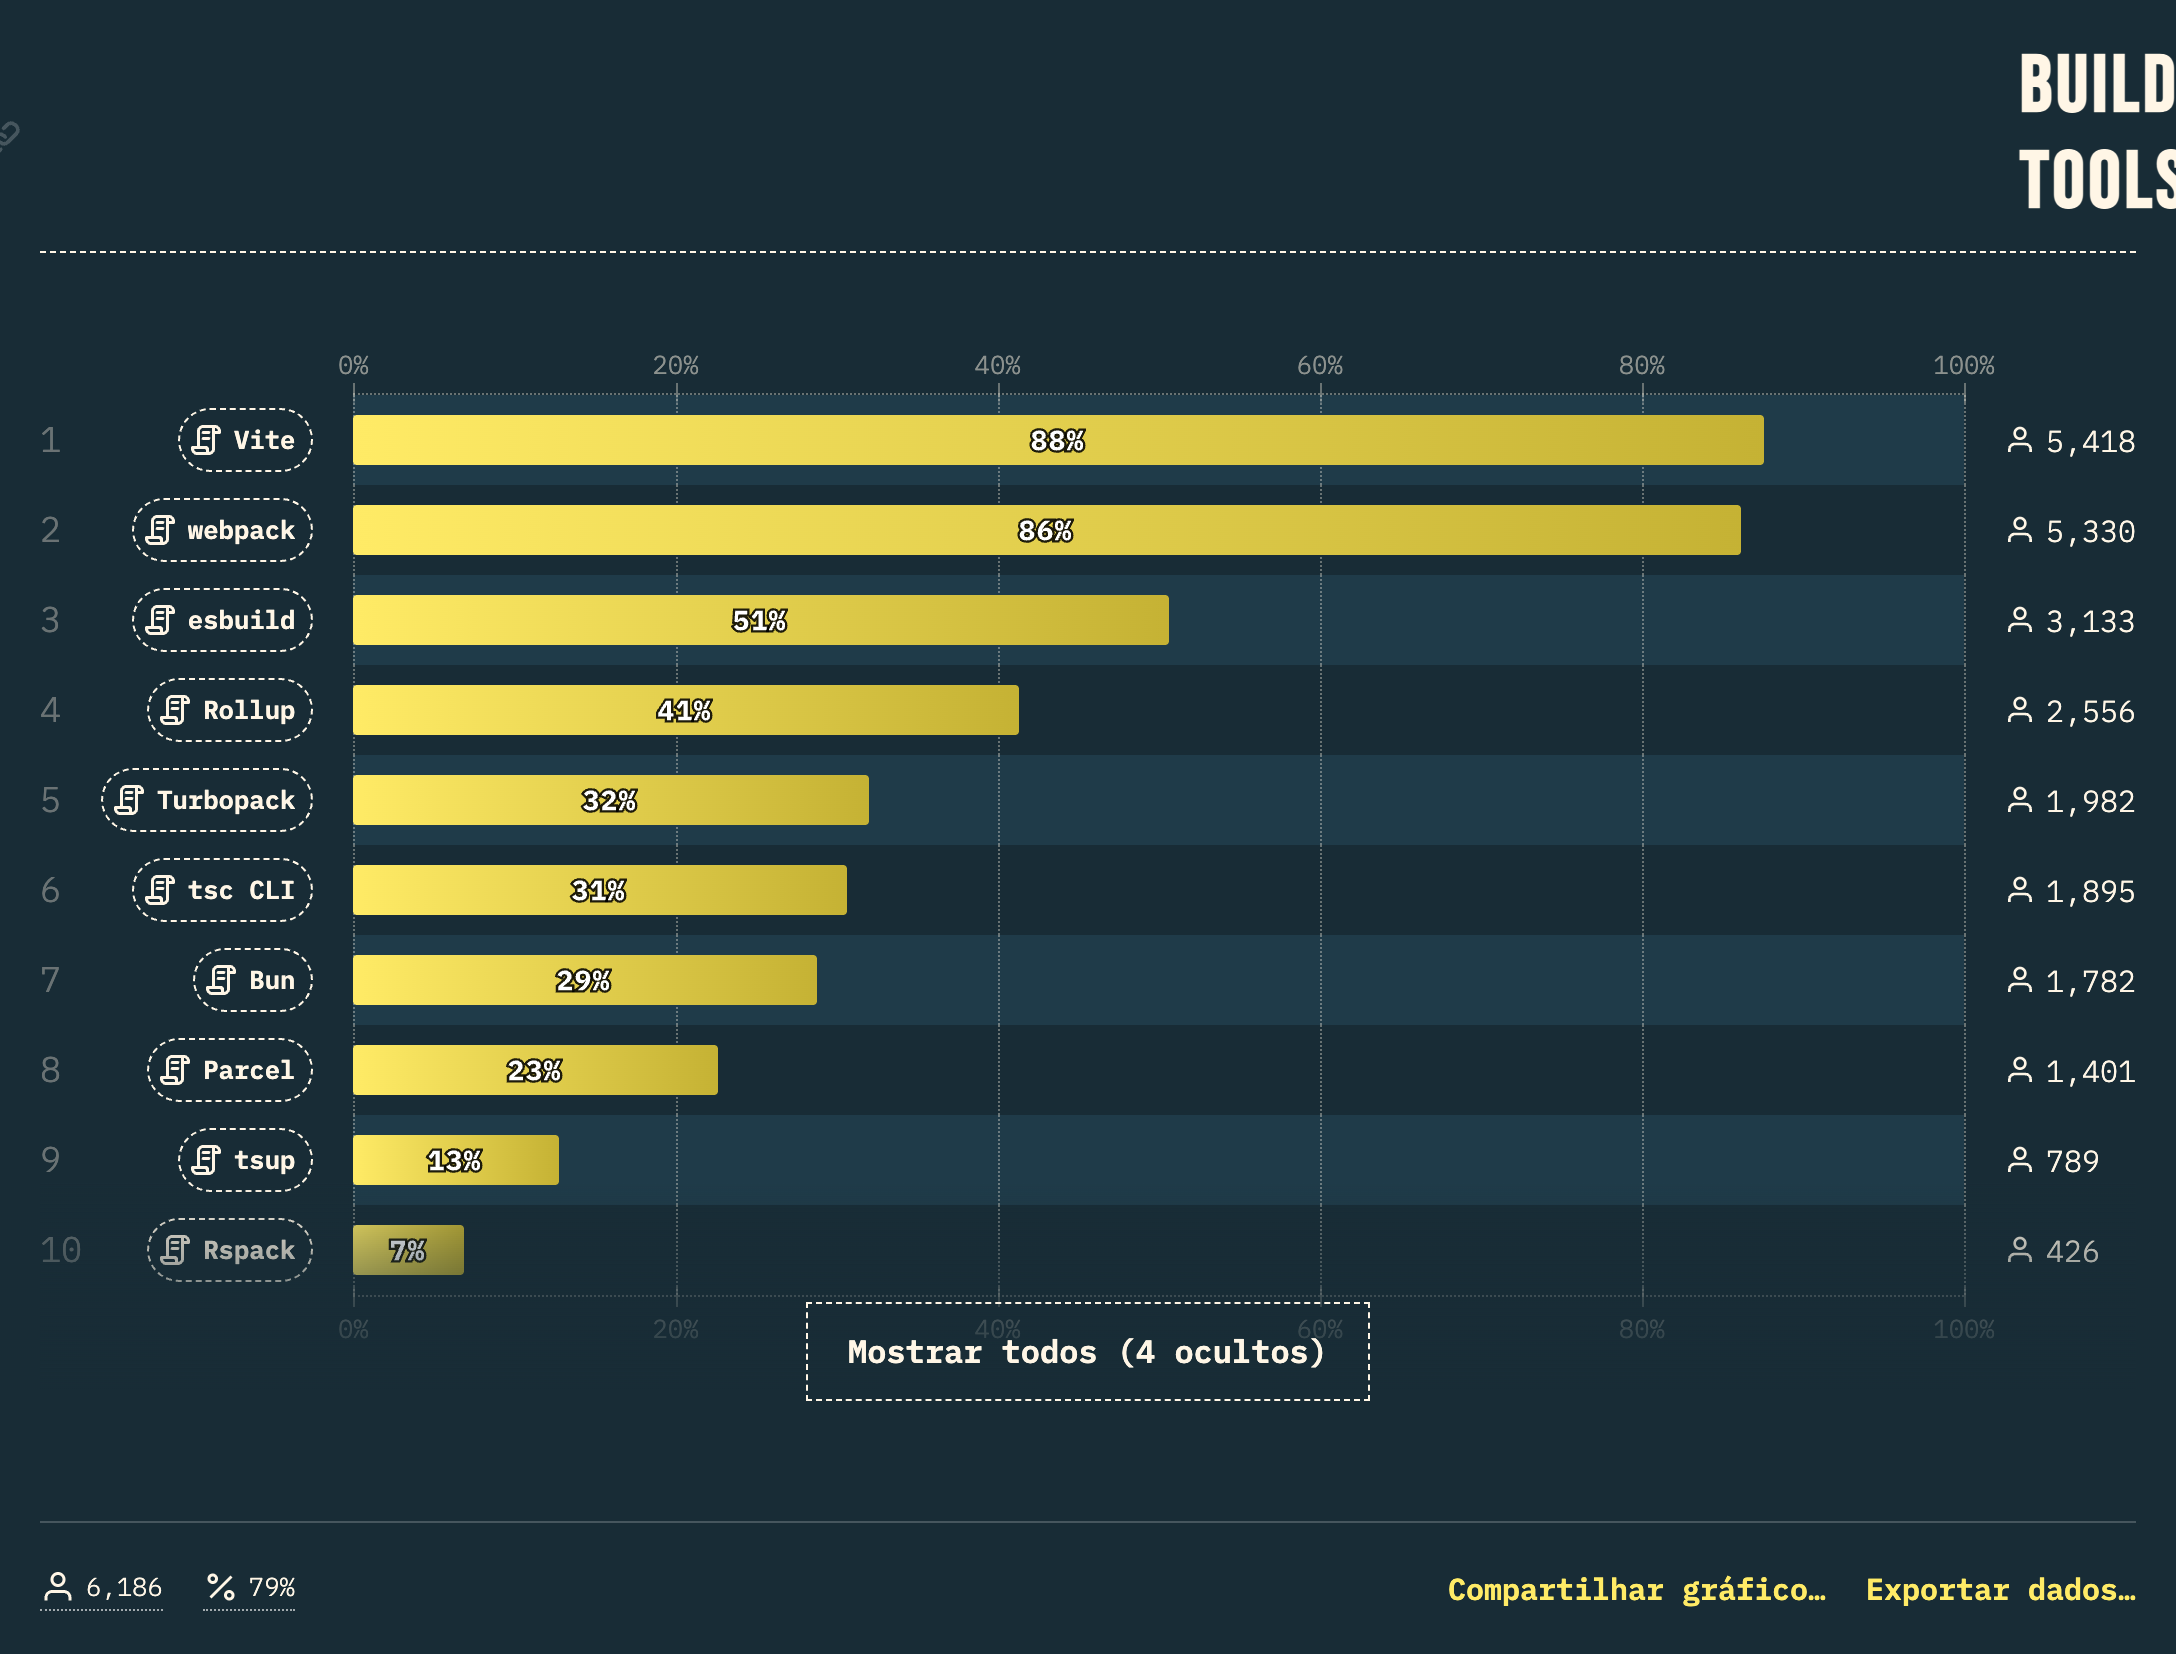 BUILD
TOOLS
0% 20% 40% 60% 80% 100%
1 Vite 88% 5,418
2 webpack 86% 5,330
3 esbuild 51% 3,133
4 Rollup 41% 2,556
5 Turbopack 32% 1,982
6 tsc CLI 31% 1,895
7 Bun 29% 1,782
8 Parcel 23% 1,401
9 tsup 13% 789
10 Rspack 7% 426
0% 20% 40% 60% 80% 100%
Mostrar todos (4 ocultos)
6,186 79% Compartilhar gráfico… Exportar dados…